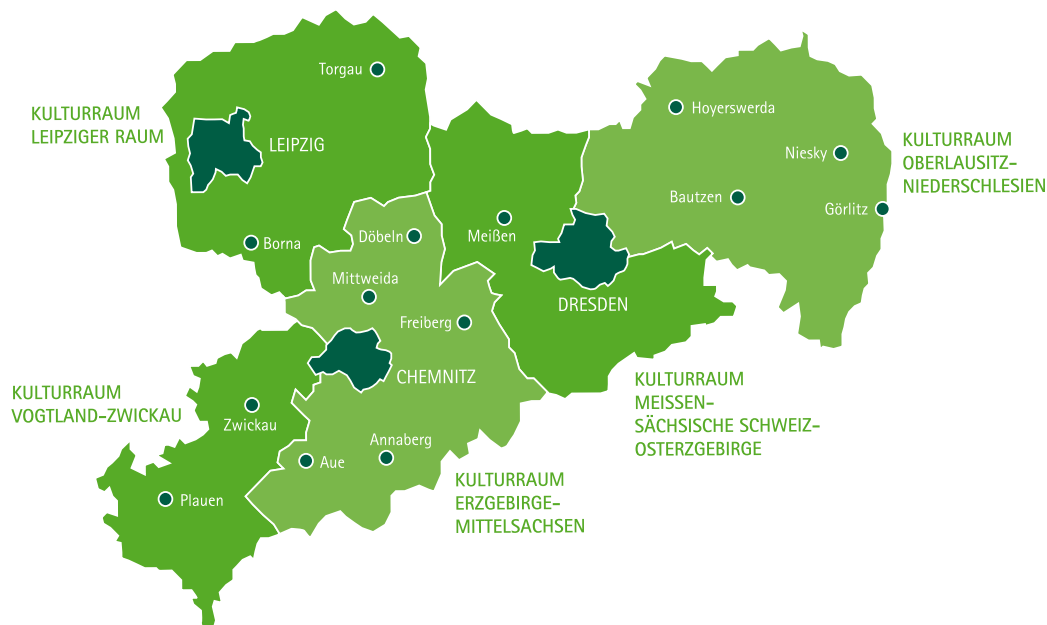 Torgau
KULTURRAUM
LEIPZIGER RAUM
LEIPZIG
Hoyerswerda
Niesky
KULTURRAUM
OBERLAUSITZ-
NIEDERSCHLESIEN
Bautzen
Görlitz
Borna
Döbeln
Meißen
Mittweida
DRESDEN
Freiberg
CHEMNITZ
KULTURRAUM
VOGTLAND-ZWICKAU
KULTURRAUM
MEISSEN-
SÄCHSISCHE SCHWEIZ-
OSTERZGEBIRGE
Zwickau
Annaberg
Aue
Plauen
KULTURRAUM
ERZGEBIRGE-
MITTELSACHSEN